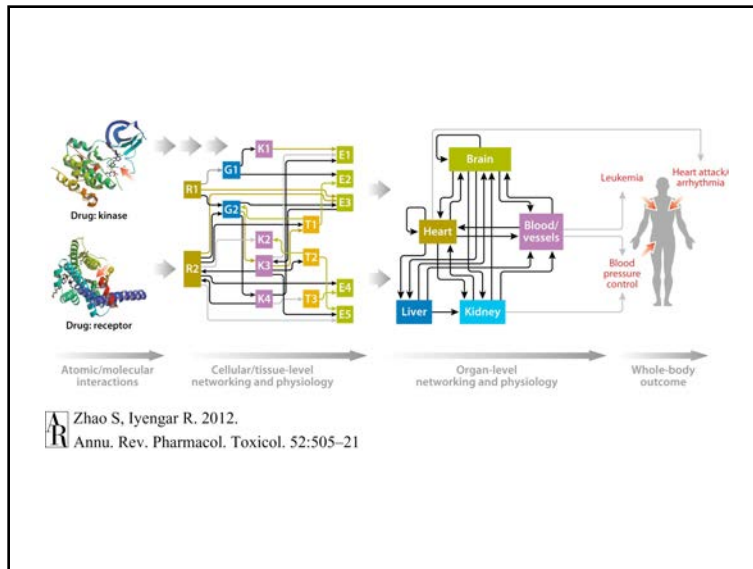 Drug: kinase
Drug: receptor
R1
R2
G1
G2
K1
K2
K3
K4
T1
T2
T3
E1
E2
E3
E4
E5
Brain
Heart
Blood/
vessels
Liver
Kidney
Leukemia
Heart attack/
arrhythmia
Blood
pressure
control
Atomic/molecular
interactions
Cellular/tissue-level
networking and physiology
Organ-level
networking and physiology
Whole-body
outcome
AR
Zhao S, Iyengar R. 2012.
Annu. Rev. Pharmacol. Toxicol. 52:505–21